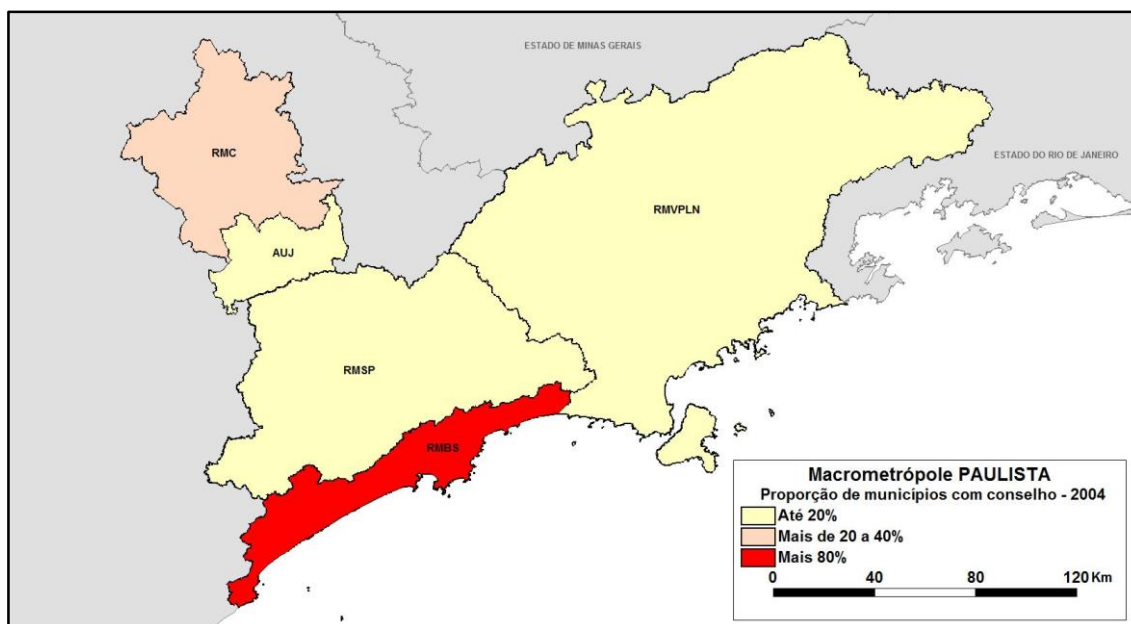 ESTADO DE MINAS GERAIS
ESTADO DO RIO DE JANEIRO
RMC
RMVPLN
AUJ
RMSP
RMBS
Macrometrópole PAULISTA
Proporção de municípios com conselho - 2004
Até 20%
Mais de 20 a 40%
Mais 80%
0 40 80 120 Km